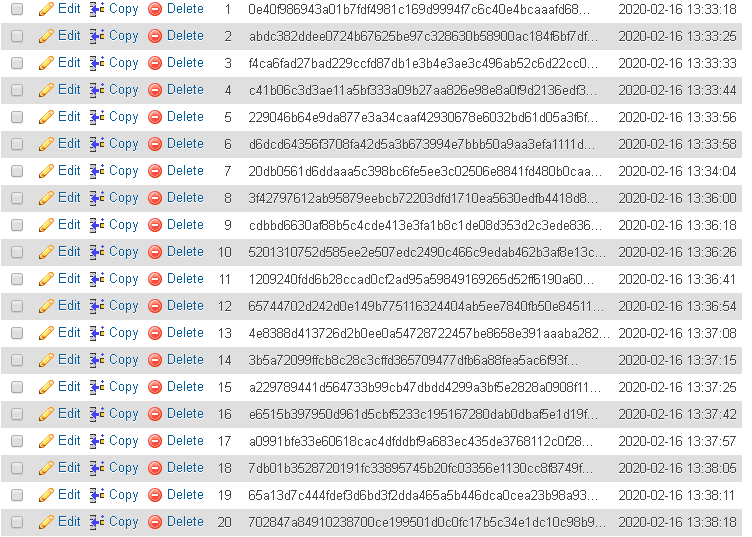 Edit Copy Delete 1 0e40f986943a01b7fdf4981c169d9994f7c6c40e4bcaaafd68... 2020-02-16 13:33:18
Edit Copy Delete 2 abdc382ddee0724b67625be97c328630b58900ac184f6bf7df... 2020-02-16 13:33:25
Edit Copy Delete 3 f4ca6fad27bad229ccfd87db1e3b4e3ae3c496ab52c6d22cc0... 2020-02-16 13:33:33
Edit Copy Delete 4 c41b06c3d3ae11a5bf333a09b27aa826e98e8a0f9d2136edf3... 2020-02-16 13:33:44
Edit Copy Delete 5 229046b64e9da877e3a34caaf42930678e6032bd61d05a3f6f... 2020-02-16 13:33:56
Edit Copy Delete 6 d6dcd64356f3708fa42d5a3b673994e7bbb50a9aa3efa1111d... 2020-02-16 13:33:58
Edit Copy Delete 7 20db0561d6ddaaa5c398bc6fe5ee3c02506e8841fd480b0caa... 2020-02-16 13:34:04
Edit Copy Delete 8 3f42797612ab95879eebcb72203dfd1710ea5630edfb4418d8... 2020-02-16 13:36:00
Edit Copy Delete 9 cdbbd6630af88b5c4cde413e3fa1b8c1de08d353d2c3ede836... 2020-02-16 13:36:18
Edit Copy Delete 10 5201310752d585ee2e507edc2490c466c9edab462b3af8e13c... 2020-02-16 13:36:26
Edit Copy Delete 11 1209240fdd6b28ccad0cf2ad95a59849169265d52ff6190a60... 2020-02-16 13:36:41
Edit Copy Delete 12 65744702d242d0e149b775116324404ab5ee7840fb50e84511... 2020-02-16 13:36:54
Edit Copy Delete 13 4e8388d413726d2b0ee0a54728722457be8658e391aaaba282... 2020-02-16 13:37:08
Edit Copy Delete 14 3b5a72099ffcb8c28c3cffd365709477dfb6a88fea5ac6f93f... 2020-02-16 13:37:15
Edit Copy Delete 15 a229789441d564733b99cb47dbdd4299a3bf5e2828a0908f11... 2020-02-16 13:37:25
Edit Copy Delete 16 e6515b397950d961d5cbf5233c195167280dab0dbaf5e1d19f... 2020-02-16 13:37:42
Edit Copy Delete 17 a0991bfe33e60618cac4dfddbf9a683ec435de3768112c0f28... 2020-02-16 13:37:57
Edit Copy Delete 18 7db01b3528720191fc33895745b20fc03356e1130cc8f8749f... 2020-02-16 13:38:05
Edit Copy Delete 19 65a13d7c444fdef3d6bd3f2dda465a5b446dca0cea23b98a93... 2020-02-16 13:38:11
Edit Copy Delete 20 702847a84910238700ce199501d0c0fc17b5c34e1dc10c98b9... 2020-02-16 13:38:18